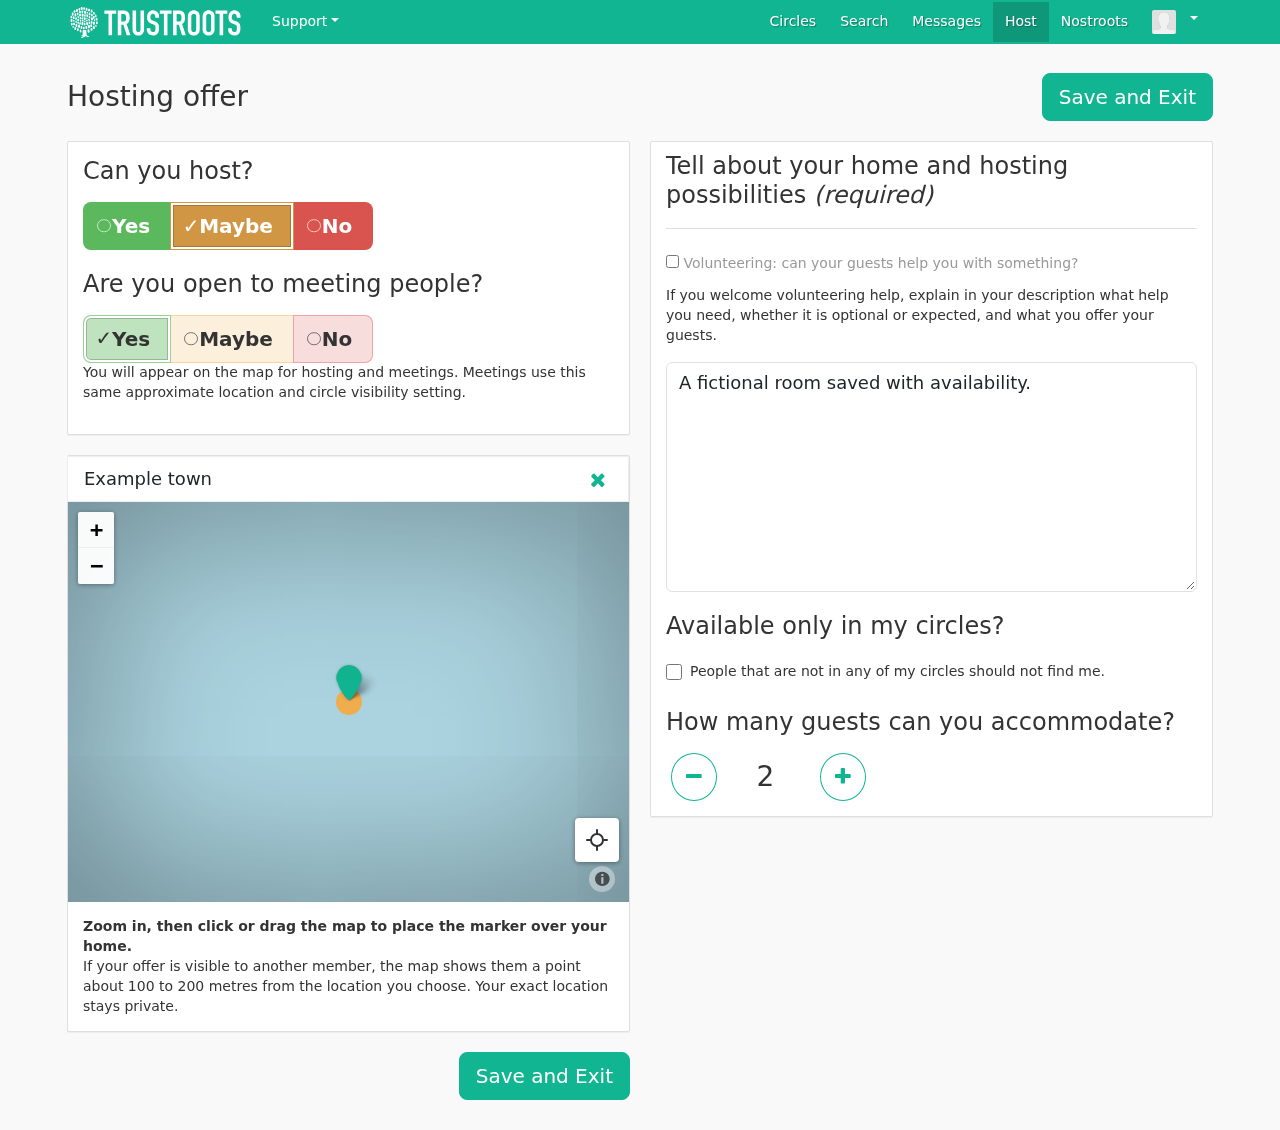 TRUSTROOTS
Support
Circles
Search
Messages
Host
Nostroots
Hosting offer
Save and Exit
Can you host?
Yes
✓Maybe
No
Are you open to meeting people?
✓Yes
Maybe
No
You will appear on the map for hosting and meetings. Meetings use this
same approximate location and circle visibility setting.
Example town
+
−
Zoom in, then click or drag the map to place the marker over your
home.
If your offer is visible to another member, the map shows them a point
about 100 to 200 metres from the location you choose. Your exact location
stays private.
Save and Exit
Tell about your home and hosting
possibilities (required)
Volunteering: can your guests help you with something?
If you welcome volunteering help, explain in your description what help
you need, whether it is optional or expected, and what you offer your
guests.
A fictional room saved with availability.
Available only in my circles?
People that are not in any of my circles should not find me.
How many guests can you accommodate?
2